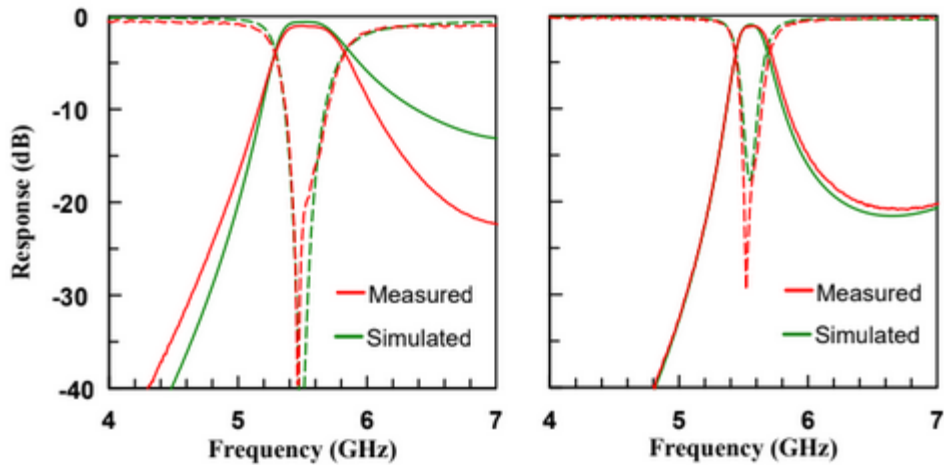 Response (dB)
0
-10
-20
-30
-40
Measured
Simulated
4 5 6 7
Frequency (GHz)
Measured
Simulated
4 5 6 7
Frequency (GHz)